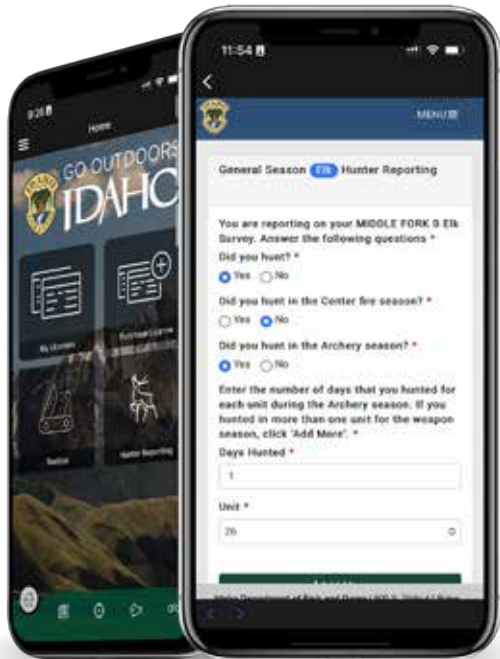 9:28
Home
GO OUTDOORS
IDAHO
My Licenses
Purchase License
Toolbox
Hunter Reporting
11:54
MENU
General Season Elk Hunter Reporting
You are reporting on your MIDDLE FORK B Elk
Survey. Answer the following questions *
Did you hunt? *
Yes No
Did you hunt in the Center fire season? *
Yes No
Did you hunt in the Archery season? *
Yes No
Enter the number of days that you hunted for
each unit during the Archery season. If you
hunted in more than one unit for the weapon
season, click 'Add More'. *
Days Hunted *
1
Unit *
26